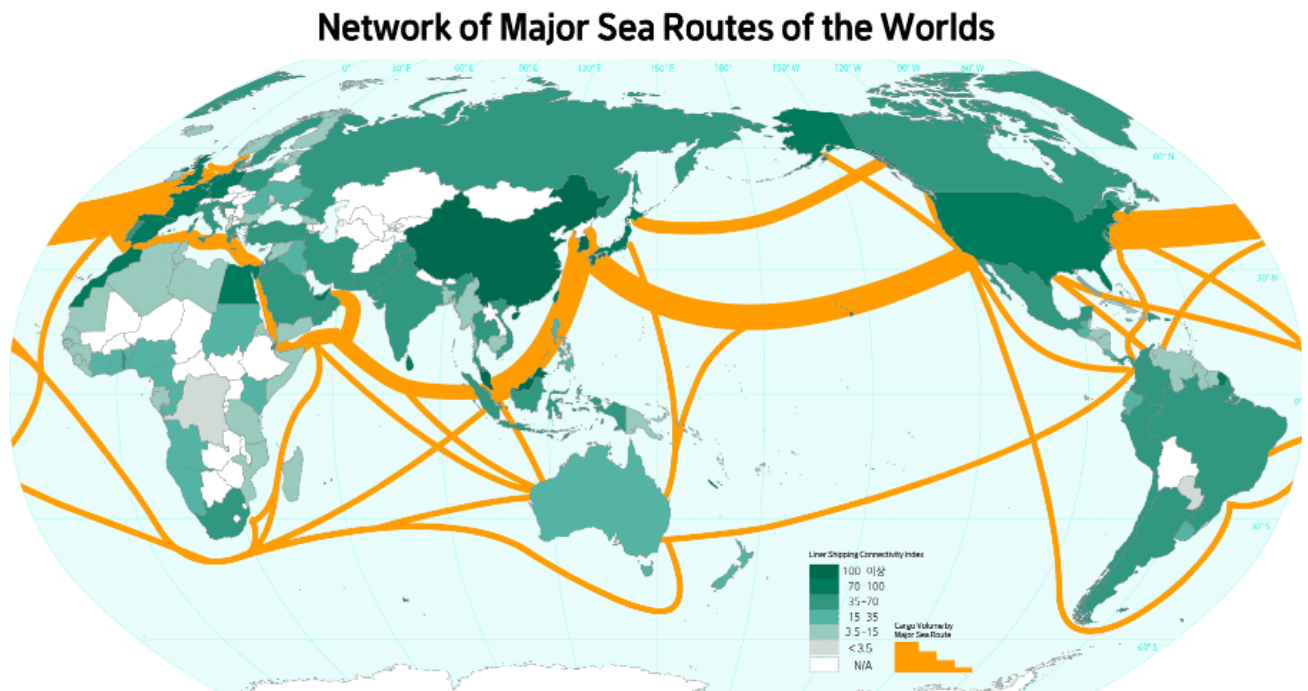 Network of Major Sea Routes of the Worlds
0° 30° E 60° E 90° E 120° E 150° E 180° 150° W 120° W 90° W 60° W
60° N
30° N
0°
30° S
60° S
Liner Shipping Connectivity Index
100 이상
70 100
35-70
15 35
3.5-15
<3.5
N/A
Cargo Volume by
Major Sea Route